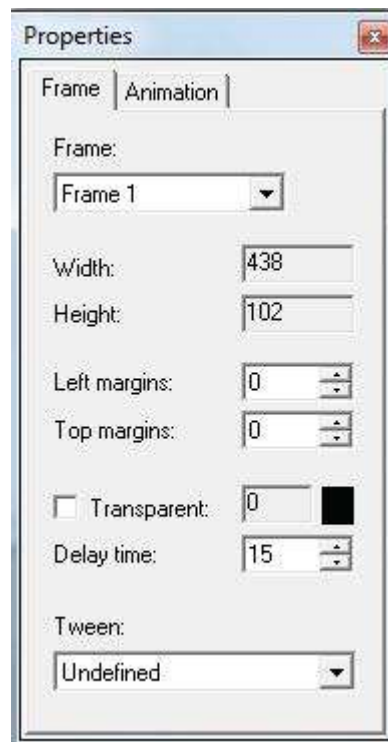 Properties
Frame Animation
Frame:
Frame 1
Width: 438
Height: 102
Left margins: 0
Top margins: 0
Transparent: 0
Delay time: 15
Tween:
Undefined